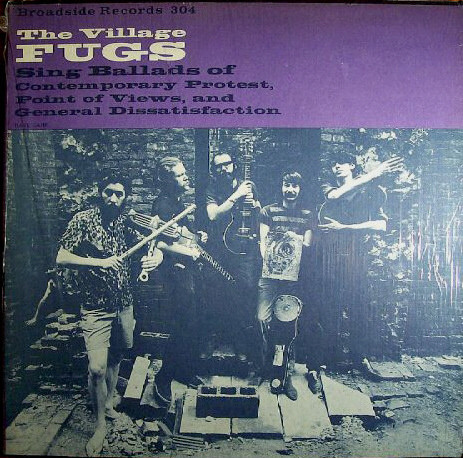 Broadside Records 304
The Village
FUGS
Sing Ballads of
Contemporary Protest,
Point of Views, and
General Dissatisfaction